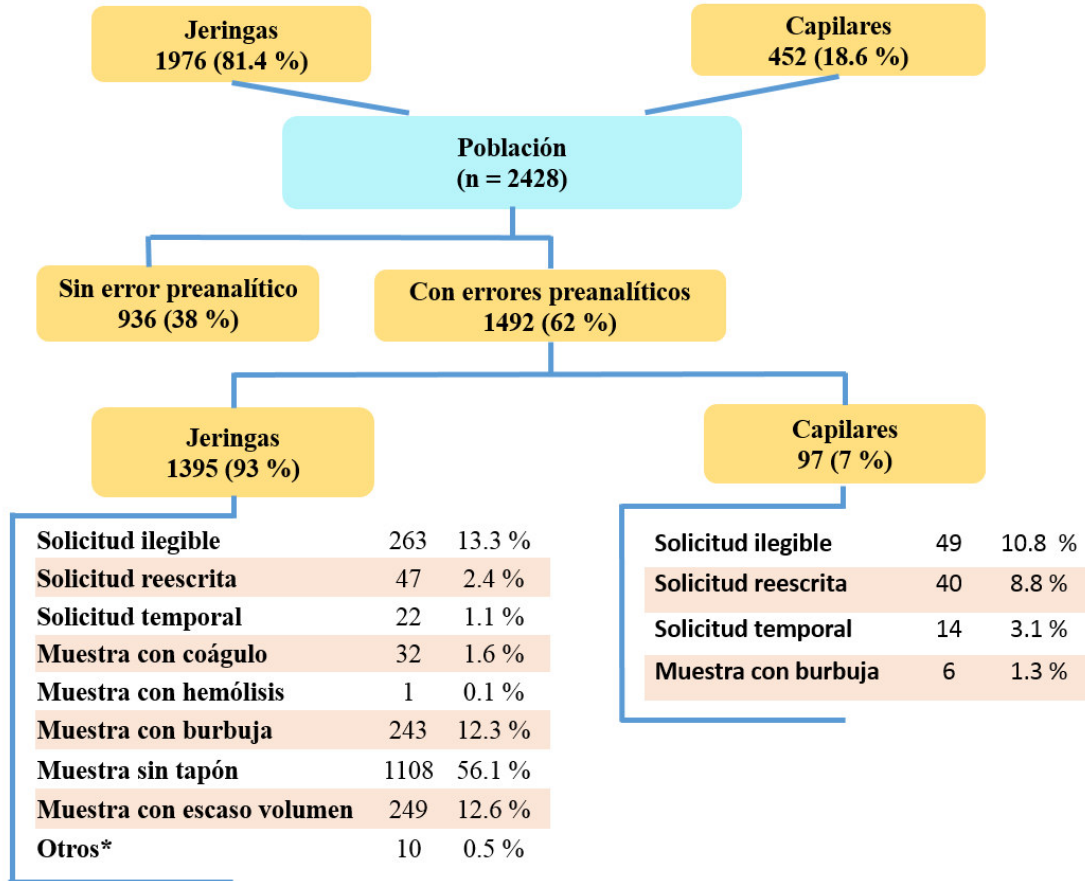 Jeringas
1976 (81.4 %)
Capilares
452 (18.6 %)
Población
(n = 2428)
Sin error preanalítico
936 (38 %)
Con errores preanalíticos
1492 (62 %)
Jeringas
1395 (93 %)
Capilares
97 (7 %)
Solicitud ilegible 263 13.3 %
Solicitud reescrita 47 2.4 %
Solicitud temporal 22 1.1 %
Muestra con coágulo 32 1.6 %
Muestra con hemólisis 1 0.1 %
Muestra con burbuja 243 12.3 %
Muestra sin tapón 1108 56.1 %
Muestra con escaso volumen 249 12.6 %
Otros* 10 0.5 %
Solicitud ilegible 49 10.8 %
Solicitud reescrita 40 8.8 %
Solicitud temporal 14 3.1 %
Muestra con burbuja 6 1.3 %